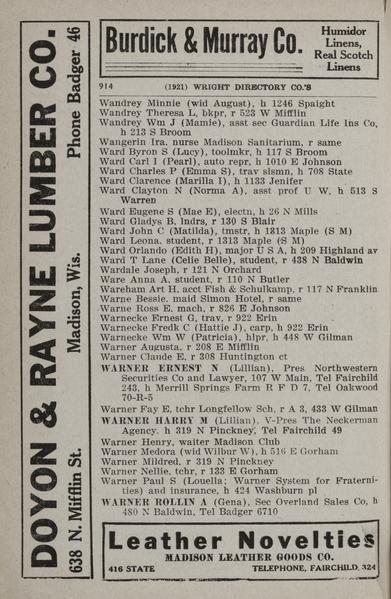 DOYON & RAYNE LUMBER CO.
638 N. Mifflin St. Madison, Wis. Phone Badger 46
Burdick & Murray Co.
Humidor
Linens,
Real Scotch
Linens
914 (1921) WRIGHT DIRECTORY CO.'S
Wandrey Minnie (wid August), h 1246 Spaight
Wandrey Theresa L, bkpr, r 523 W Mifflin
Wandrey Wm J (Mamie), asst sec Guardian Life Ins Co,
h 213 S Broom
Wangerin Ira. nurse Madison Sanitarium, r same
Ward Byron S (Lucy), toolmkr, h 117 S Broom
Ward Carl I (Pearl), auto repr, h 1010 E Johnson
Ward Charles P (Emma S), trav slsmn, h 708 State
Ward Clarence (Marilla I), h 1133 Jenifer
Ward Clayton N (Norma A), asst prof U W, h 513 S
Warren
Ward Eugene S (Mae E), electn, h 26 N Mills
Ward Gladys B, lndrs, r 130 S Blair
Ward John C (Matilda), tmstr, h 1313 Maple (S M)
Ward Leona. student, r 1313 Maple (S M)
Ward Orlando (Edith H), major U S A, h 209 Highland av
Ward T Lane (Celie Belle), student, r 438 N Baldwin
Wardale Joseph, r 121 N Orchard
Ware Anna A, student, r 110 N Butler
Wareham Art H, acct Fish & Schulkamp, r 117 N Franklin
Warne Bessie. maid Simon Hotel, r same
Warne Ross E, mach, r 826 E Johnson
Warnecke Ernest G, trav, r 922 Erin
Warnecke Fredk C (Hattie J), carp, h 922 Erin
Warnecke Wm W (Patricia), hlpr, h 448 W Gilman
Warner Augusta, r 208 E Mifflin
Warner Claude E, r 308 Huntington ct
WARNER ERNEST N (Lillian), Pres Northwestern
Securities Co and Lawyer, 107 W Main, Tel Fairchild
243, h Merrill Springs Farm R F D 7, Tel Oakwood
70-R-5
Warner Fay E, tchr Longfellow Sch, r A 3, 433 W Gilman
WARNER HARRY M (Lillian), V-Pres The Neckerman
Agency. h 319 N Pinckney, Tel Fairchild 49
Warner Henry, waiter Madison Club
Warner Medora (wid Wilbur W), h 516 E Gorham
Warner Mildred, r 319 N Pinckney
Warner Nellie, tchr, r 133 E Gorham
Warner Paul S (Louella; Warner System for Fraterni-
ties) and insurance, h 424 Washburn pl
WARNER ROLLIN A (Gena), Sec Overland Sales Co, h
480 N Baldwin, Tel Badger 6710
Leather Novelties
MADISON LEATHER GOODS CO.
416 STATE TELEPHONE, FAIRCHILD, 324